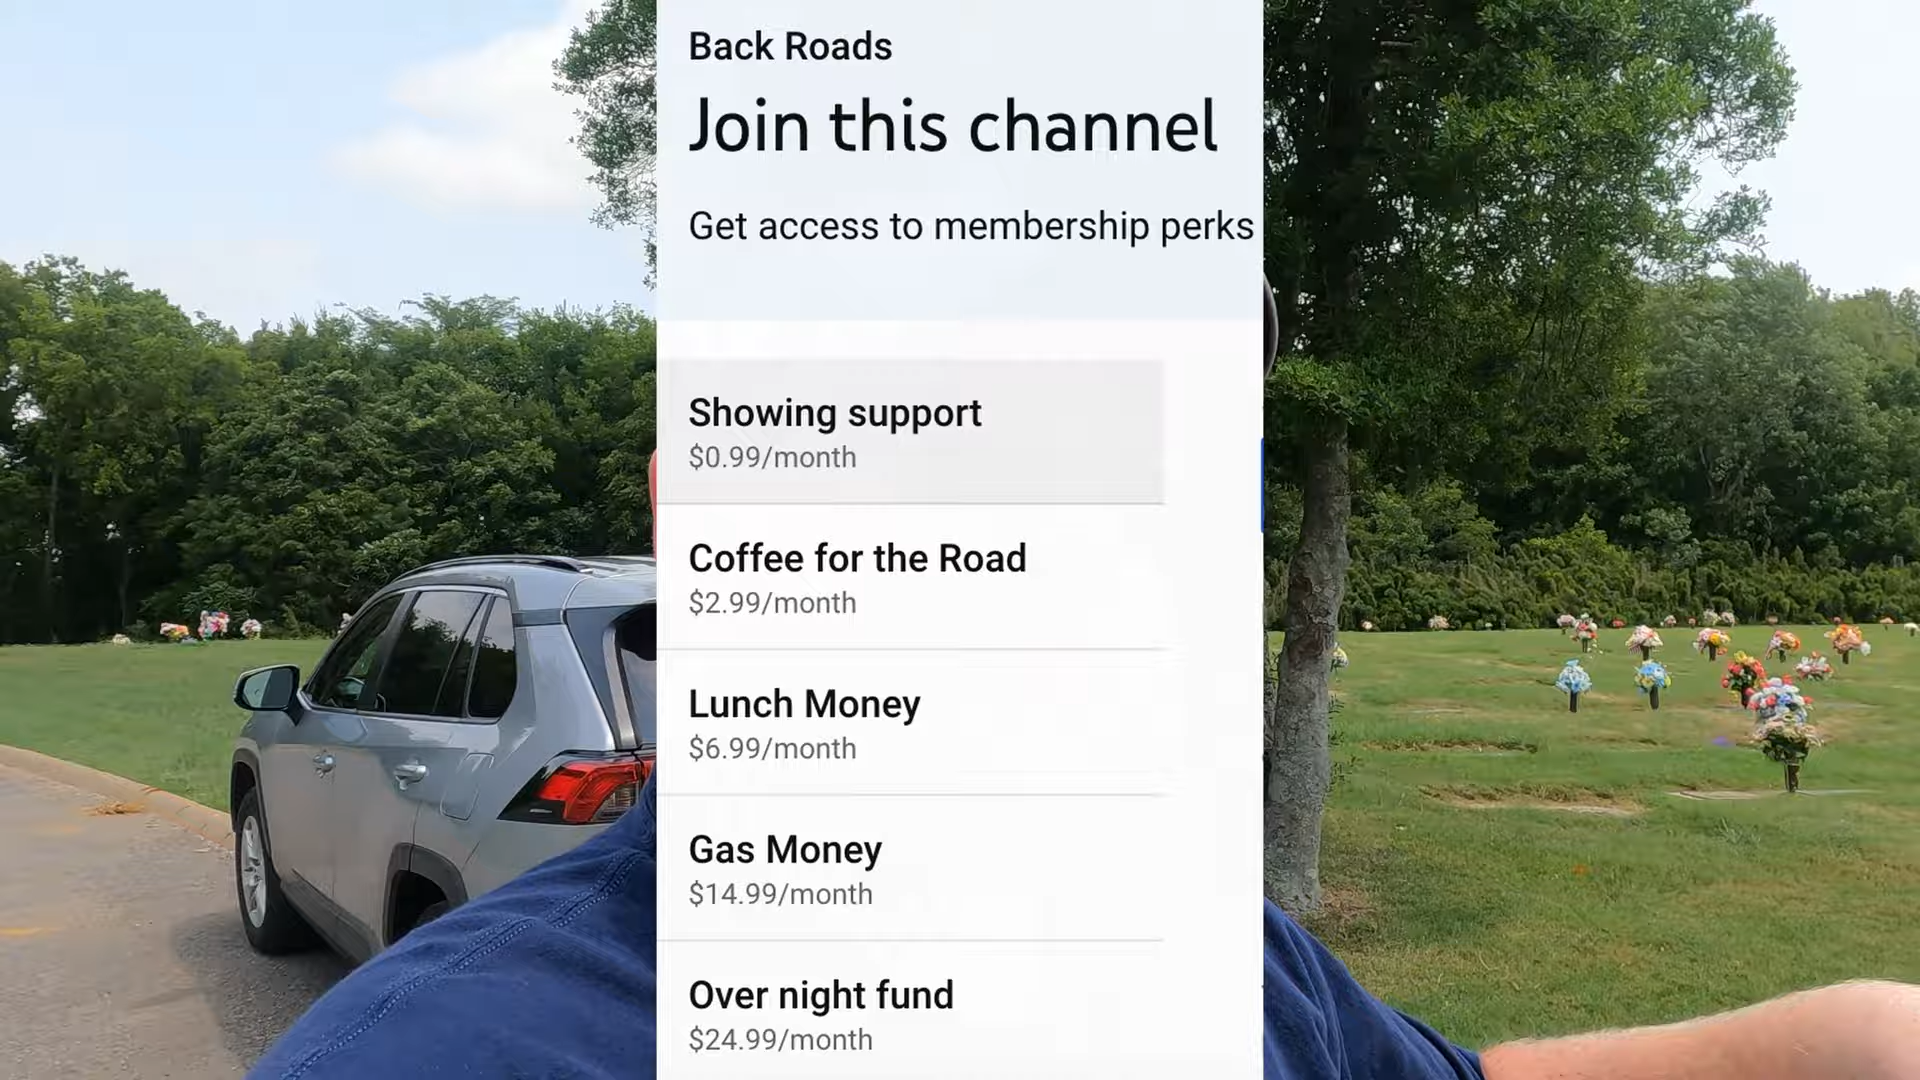 Back Roads
Join this channel
Get access to membership perks
Showing support
$0.99/month
Coffee for the Road
$2.99/month
Lunch Money
$6.99/month
Gas Money
$14.99/month
Over night fund
$24.99/month